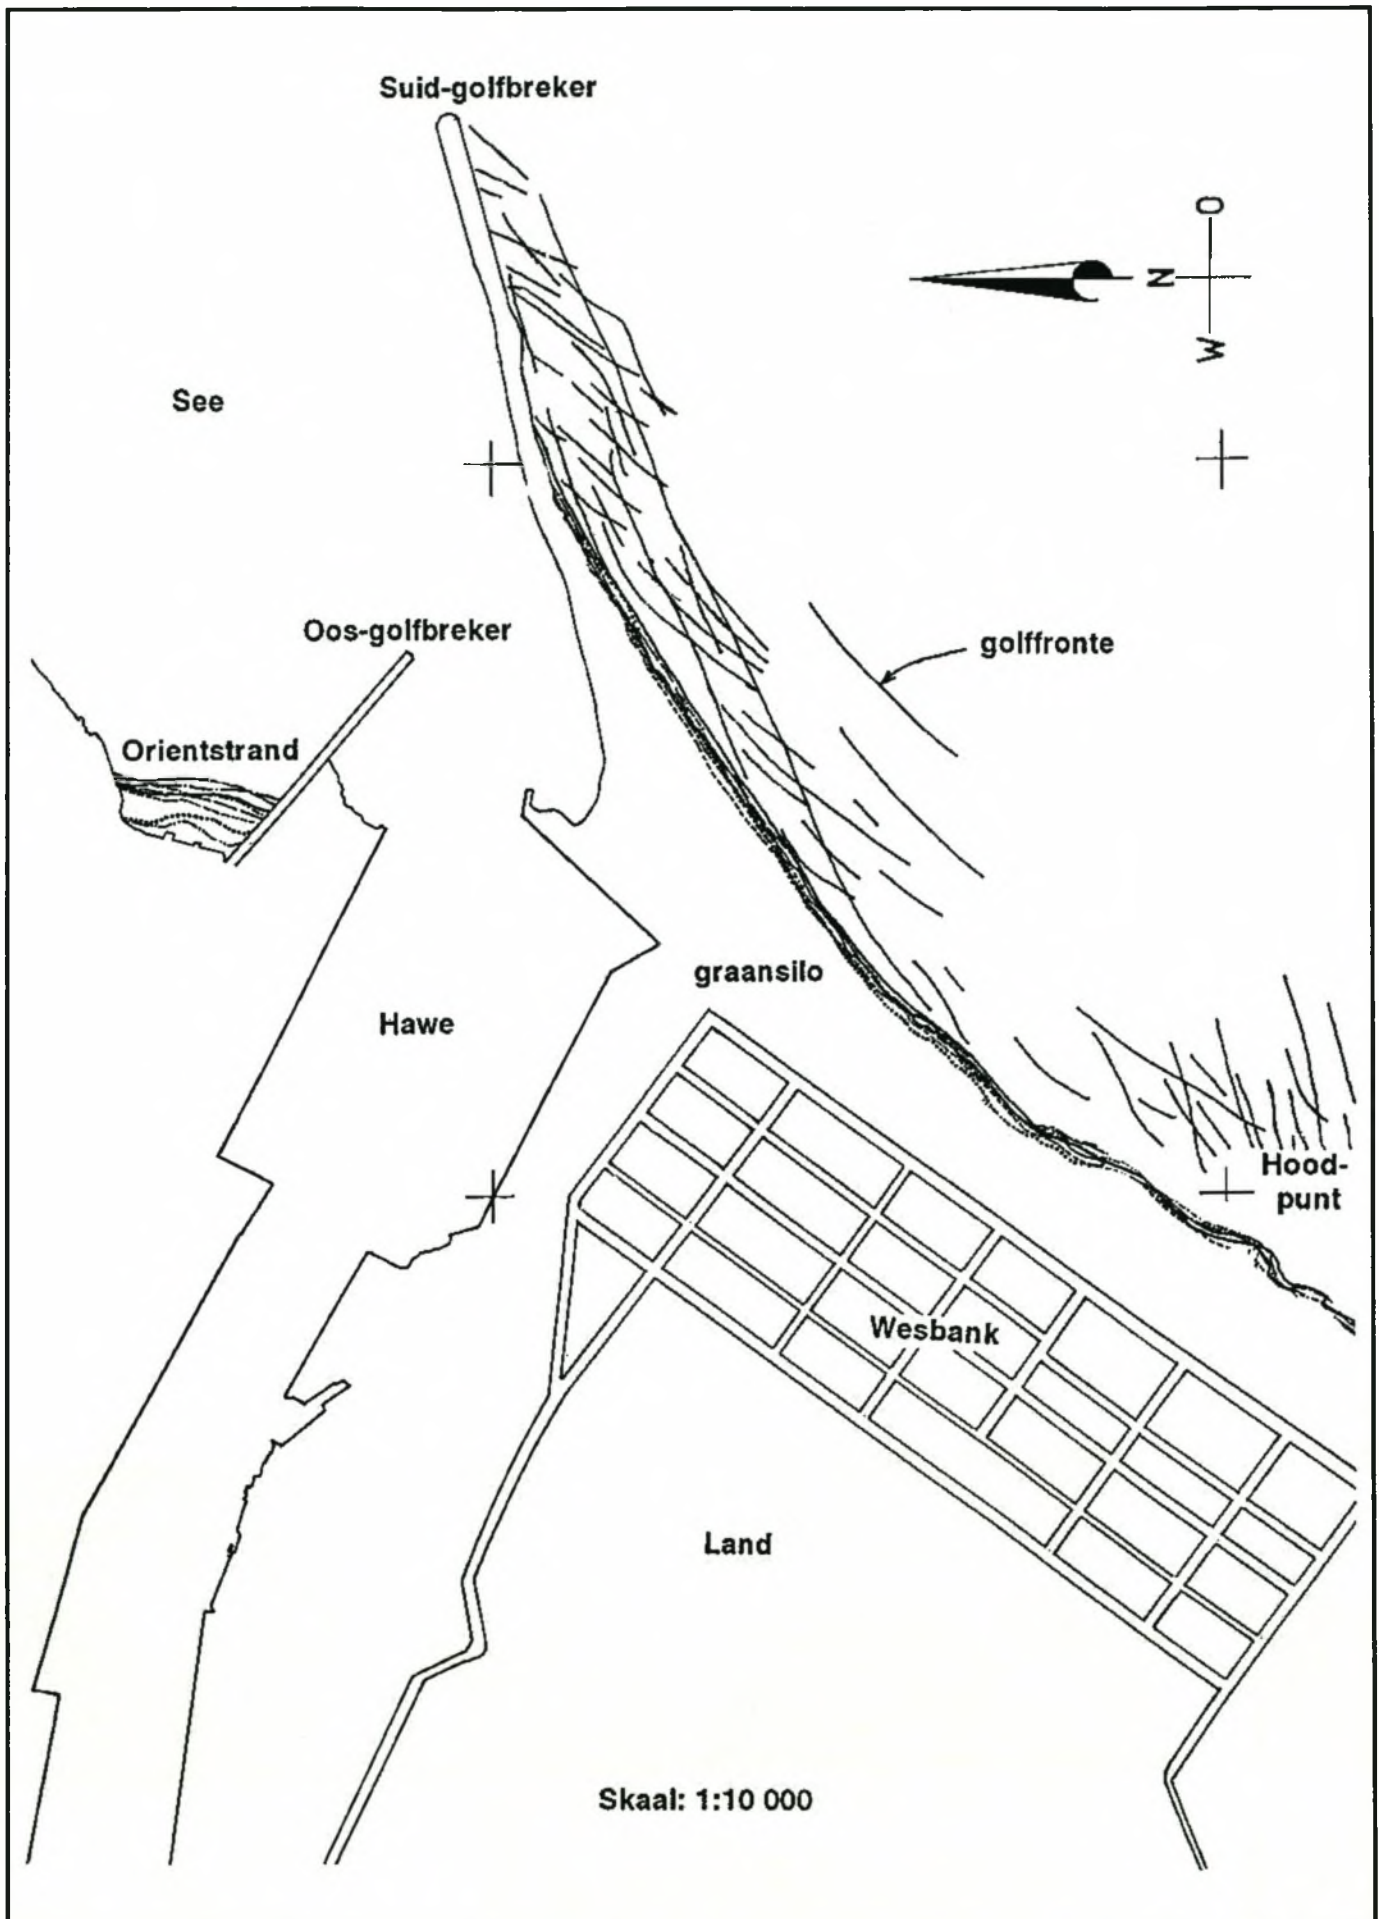 Suid-golfbreker
O
N
W
See
Oos-golfbreker
golffronte
Orientstrand
graansilo
Hawe
Hood-
punt
Wesbank
Land
Skaal: 1:10 000